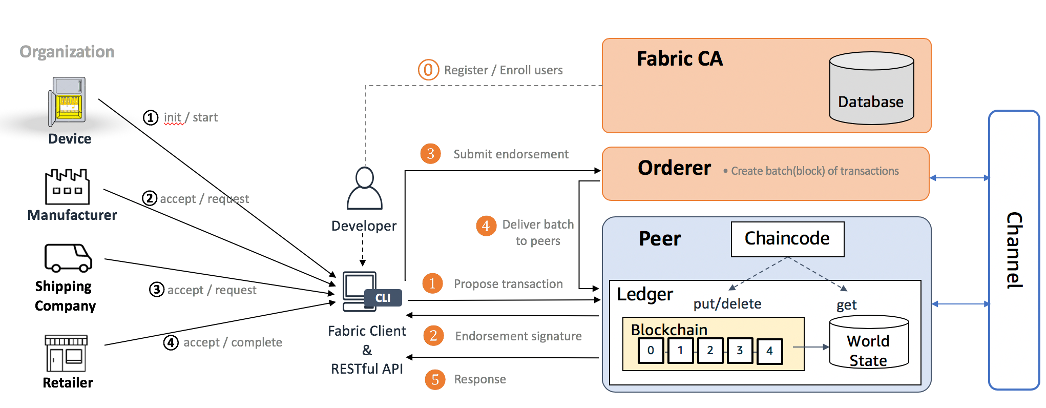 Organization
Device
Manufacturer
Shipping
Company
Retailer
1 init / start
2 accept / request
3 accept / request
4 accept / complete
0 Register / Enroll users
Developer
CLI
Fabric Client
&
RESTful API
3 Submit endorsement
4 Deliver batch
to peers
1 Propose transaction
2 Endorsement signature
5 Response
Fabric CA
Database
Orderer • Create batch(block) of transactions
Peer
Chaincode
Ledger
put/delete
get
Blockchain
0 1 2 3 4
World
State
Channel